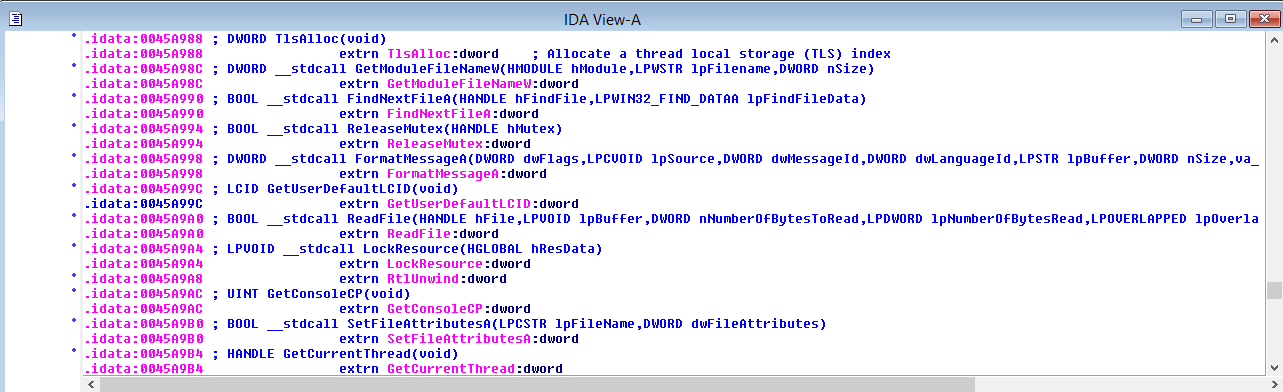 IDA View-A
.idata:0045A988 ; DWORD TlsAlloc(void)
.idata:0045A988 extrn TlsAlloc:dword ; Allocate a thread local storage (TLS) index
.idata:0045A98C ; DWORD __stdcall GetModuleFileNameW(HMODULE hModule,LPWSTR lpFilename,DWORD nSize)
.idata:0045A98C extrn GetModuleFileNameW:dword
.idata:0045A990 ; BOOL __stdcall FindNextFileA(HANDLE hFindFile,LPWIN32_FIND_DATAA lpFindFileData)
.idata:0045A990 extrn FindNextFileA:dword
.idata:0045A994 ; BOOL __stdcall ReleaseMutex(HANDLE hMutex)
.idata:0045A994 extrn ReleaseMutex:dword
.idata:0045A998 ; DWORD __stdcall FormatMessageA(DWORD dwFlags,LPCVOID lpSource,DWORD dwMessageId,DWORD dwLanguageId,LPSTR lpBuffer,DWORD nSize,va_
.idata:0045A998 extrn FormatMessageA:dword
.idata:0045A99C ; LCID GetUserDefaultLCID(void)
.idata:0045A99C extrn GetUserDefaultLCID:dword
.idata:0045A9A0 ; BOOL __stdcall ReadFile(HANDLE hFile,LPVOID lpBuffer,DWORD nNumberOfBytesToRead,LPDWORD lpNumberOfBytesRead,LPOVERLAPPED lpOverla
.idata:0045A9A0 extrn ReadFile:dword
.idata:0045A9A4 ; LPVOID __stdcall LockResource(HGLOBAL hResData)
.idata:0045A9A4 extrn LockResource:dword
.idata:0045A9A8 extrn RtlUnwind:dword
.idata:0045A9AC ; UINT GetConsoleCP(void)
.idata:0045A9AC extrn GetConsoleCP:dword
.idata:0045A9B0 ; BOOL __stdcall SetFileAttributesA(LPCSTR lpFileName,DWORD dwFileAttributes)
.idata:0045A9B0 extrn SetFileAttributesA:dword
.idata:0045A9B4 ; HANDLE GetCurrentThread(void)
.idata:0045A9B4 extrn GetCurrentThread:dword